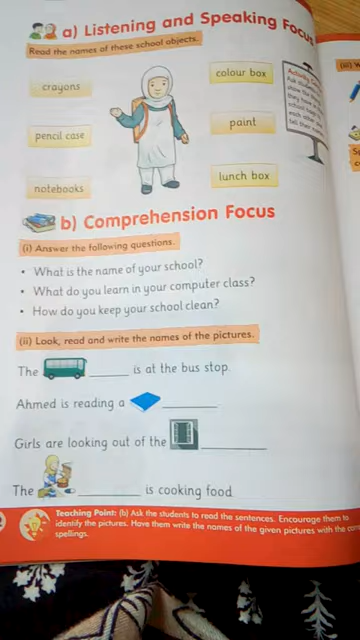 a) Listening and Speaking Focus
Read the names of these school objects.
crayons
colour box
pencil case
paint
notebooks
lunch box
(iii) W
b) Comprehension Focus
(i) Answer the following questions.
• What is the name of your school?
• What do you learn in your computer class?
• How do you keep your school clean?
(ii) Look, read and write the names of the pictures.
The ______ is at the bus stop.
Ahmed is reading a ________
Girls are looking out of the _________
The _________ is cooking food.
Teaching Point: (b) Ask the students to read the sentences. Encourage them to
identify the pictures. Have them write the names of the given pictures with the
spellings.